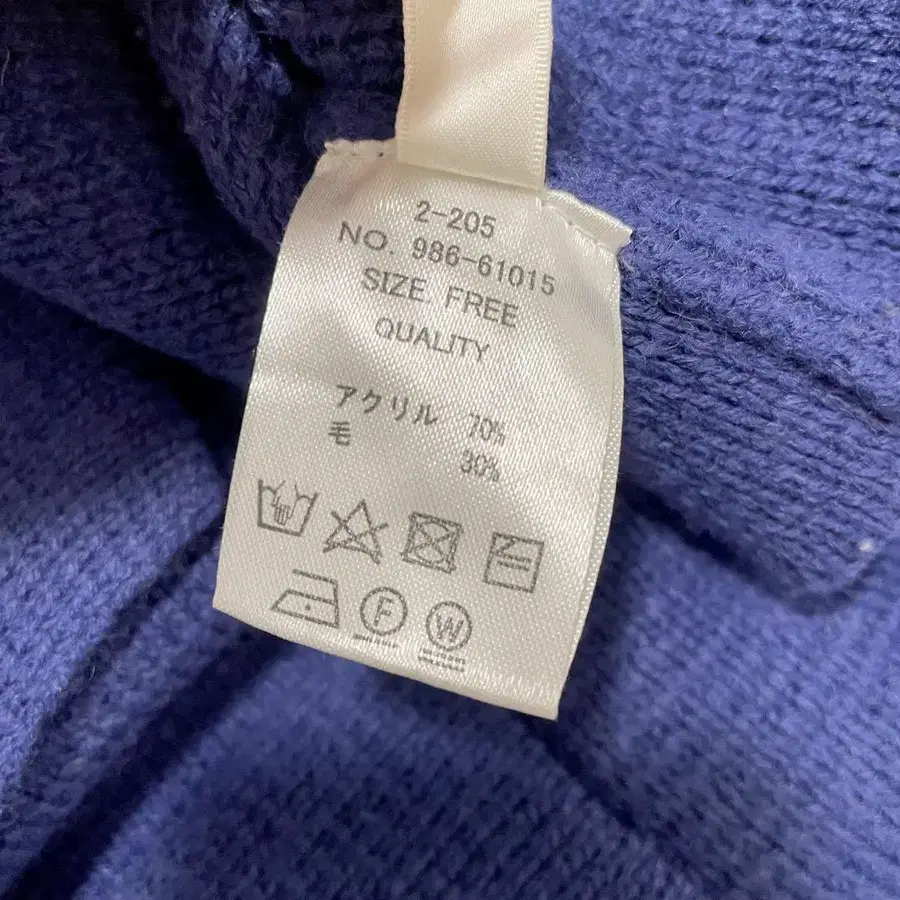 2-205
NO. 986-61015
SIZE FREE
QUALITY
アクリル 70%
毛 30%
F
W